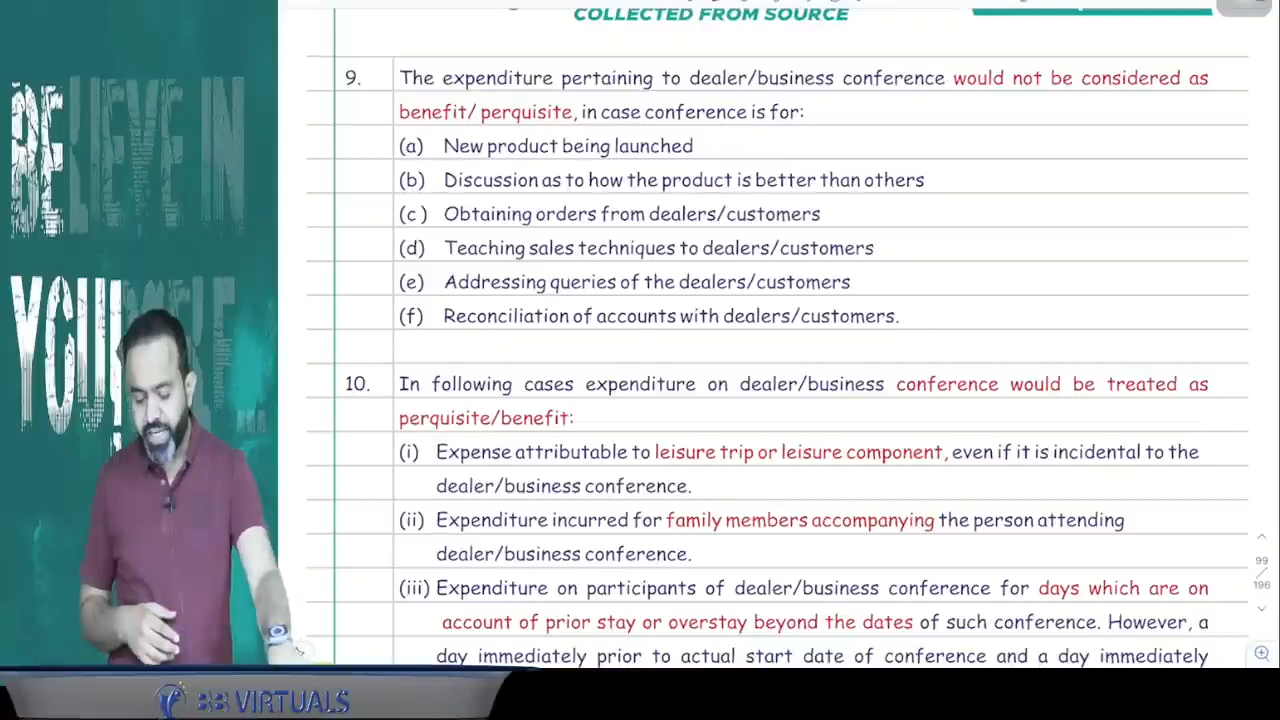 COLLECTED FROM SOURCE
BELIEVE IN
9. The expenditure pertaining to dealer/business conference would not be considered as
benefit/ perquisite, in case conference is for:
(a) New product being launched
(b) Discussion as to how the product is better than others
(c) Obtaining orders from dealers/customers
(d) Teaching sales techniques to dealers/customers
(e) Addressing queries of the dealers/customers
(f) Reconciliation of accounts with dealers/customers.
10. In following cases expenditure on dealer/business conference would be treated as
perquisite/benefit:
(i) Expense attributable to leisure trip or leisure component, even if it is incidental to the
dealer/business conference.
(ii) Expenditure incurred for family members accompanying the person attending
dealer/business conference.
(iii) Expenditure on participants of dealer/business conference for days which are on
account of prior stay or overstay beyond the dates of such conference. However, a
day immediately prior to actual start date of conference and a day immediately
99
196
BB VIRTUALS